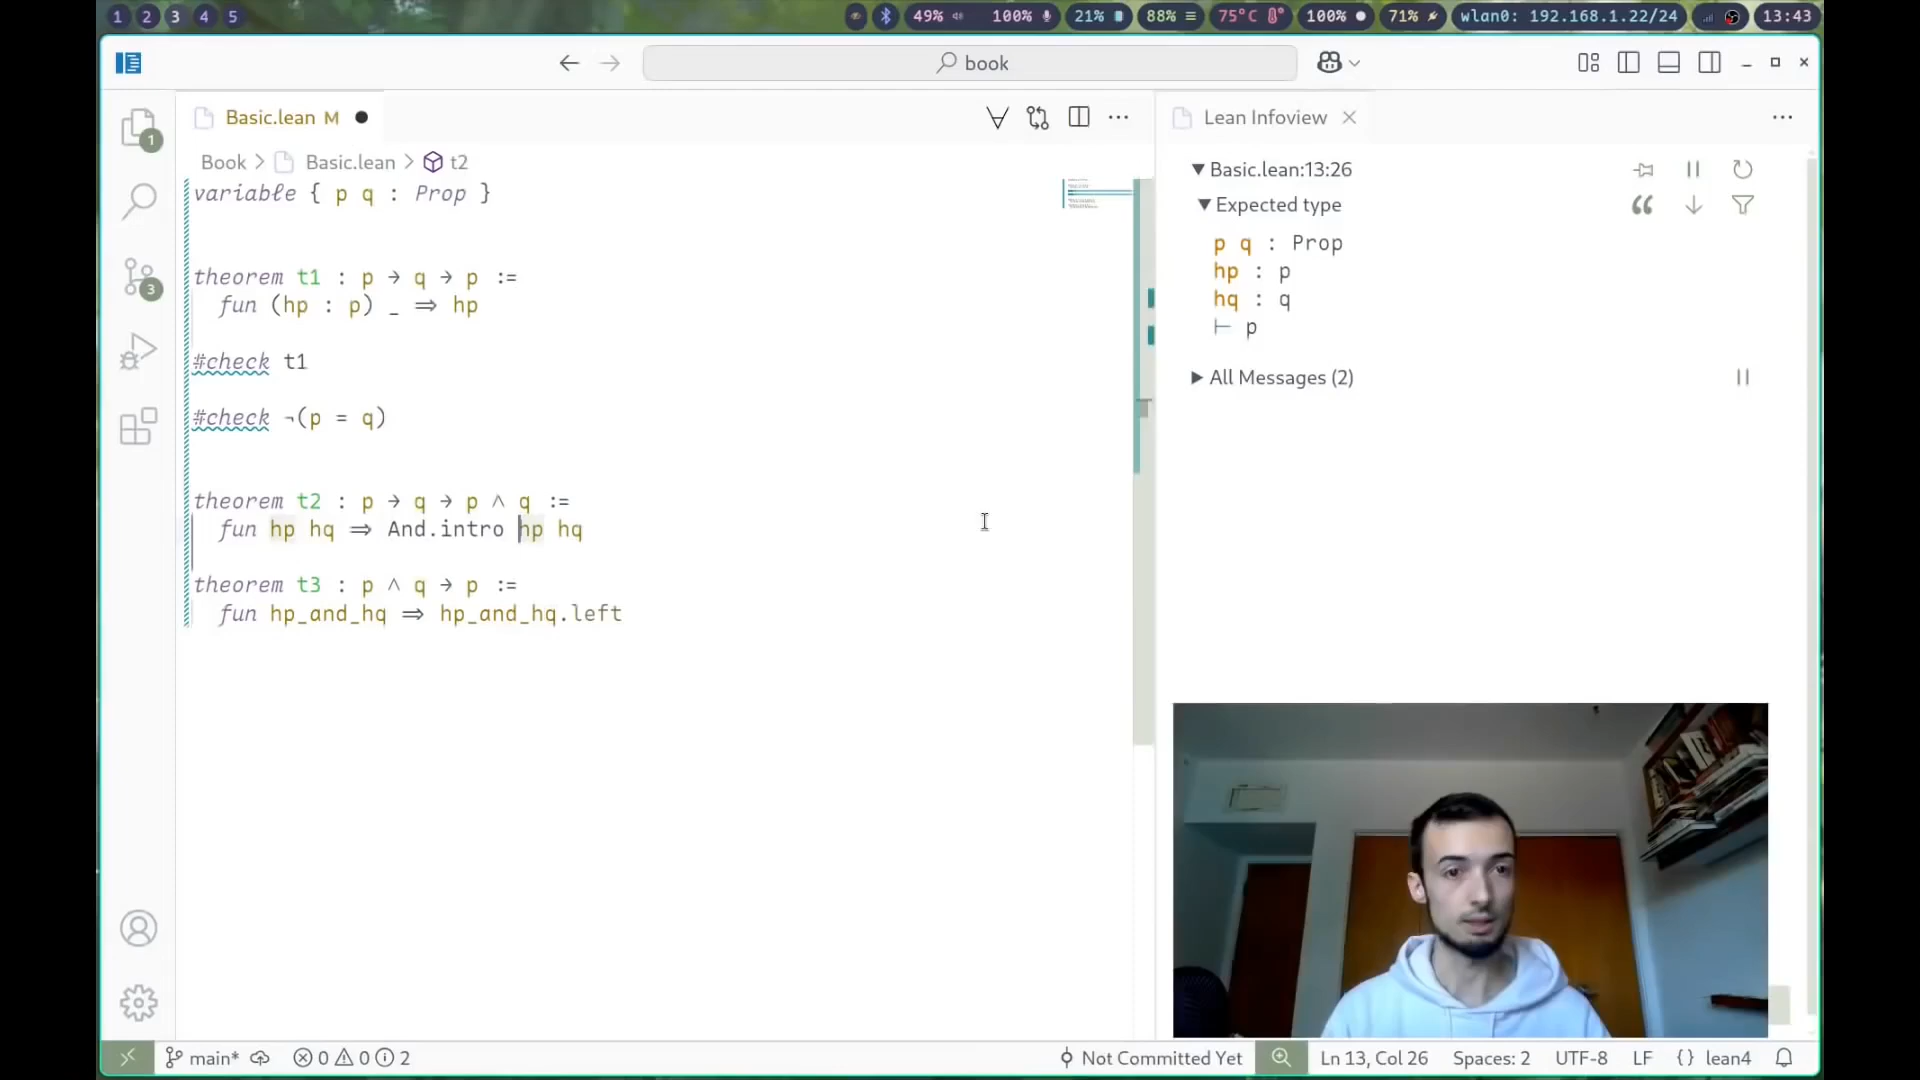 1 2 3 4 5
49% 100% 21% 88% 75°C 100% 71% wlan0: 192.168.1.22/24 13:43
book
Basic.lean M
Book > Basic.lean > t2
variable { p q : Prop }
theorem t1 : p → q → p :=
fun (hp : p) _ ⇒ hp
#check t1
#check ¬(p = q)
theorem t2 : p → q → p ∧ q :=
fun hp hq ⇒ And.intro hp hq
theorem t3 : p ∧ q → p :=
fun hp_and_hq ⇒ hp_and_hq.left
1
3
Lean Infoview
Basic.lean:13:26
Expected type
p q : Prop
hp : p
hq : q
⊢ p
All Messages (2)
main* 0 0 2 Not Committed Yet Ln 13, Col 26 Spaces: 2 UTF-8 LF {} lean4